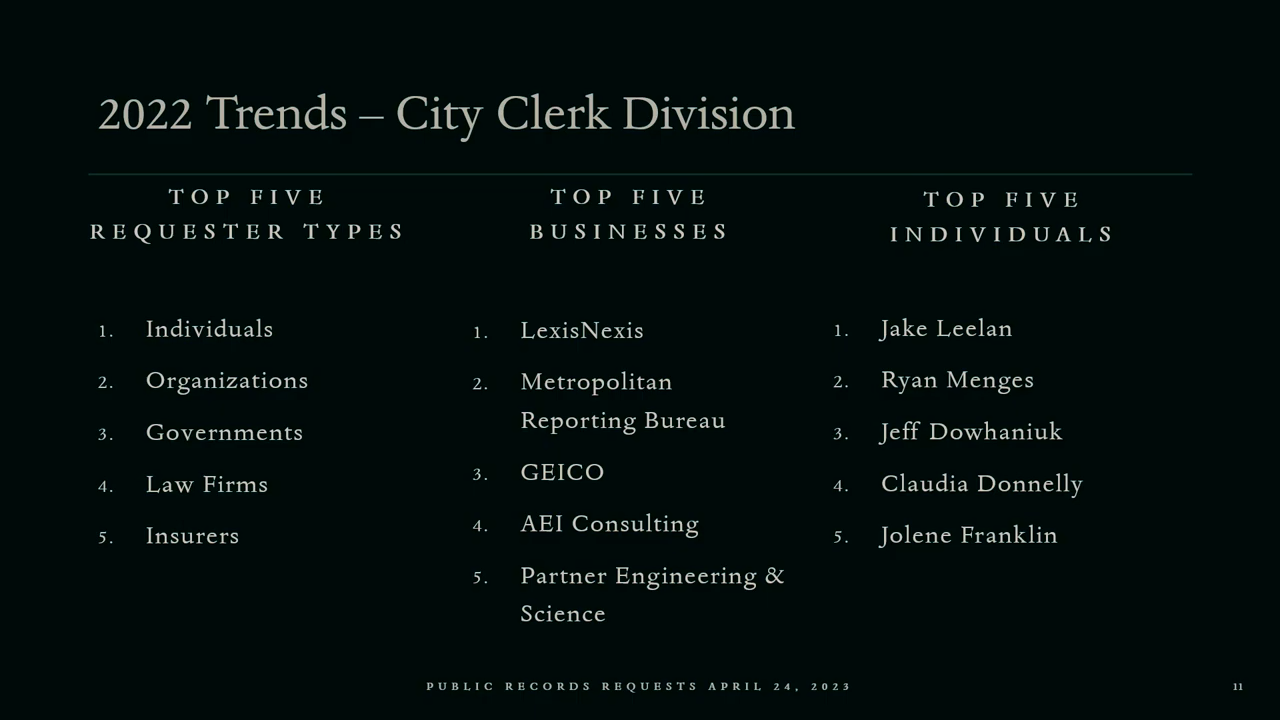 2022 Trends – City Clerk Division
TOP FIVE
REQUESTER TYPES
1. Individuals
2. Organizations
3. Governments
4. Law Firms
5. Insurers
TOP FIVE
BUSINESSES
1. LexisNexis
2. Metropolitan
Reporting Bureau
3. GEICO
4. AEI Consulting
5. Partner Engineering &
Science
TOP FIVE
INDIVIDUALS
1. Jake Leelan
2. Ryan Menges
3. Jeff Dowhaniuk
4. Claudia Donnelly
5. Jolene Franklin
PUBLIC RECORDS REQUESTS APRIL 24, 2023
11